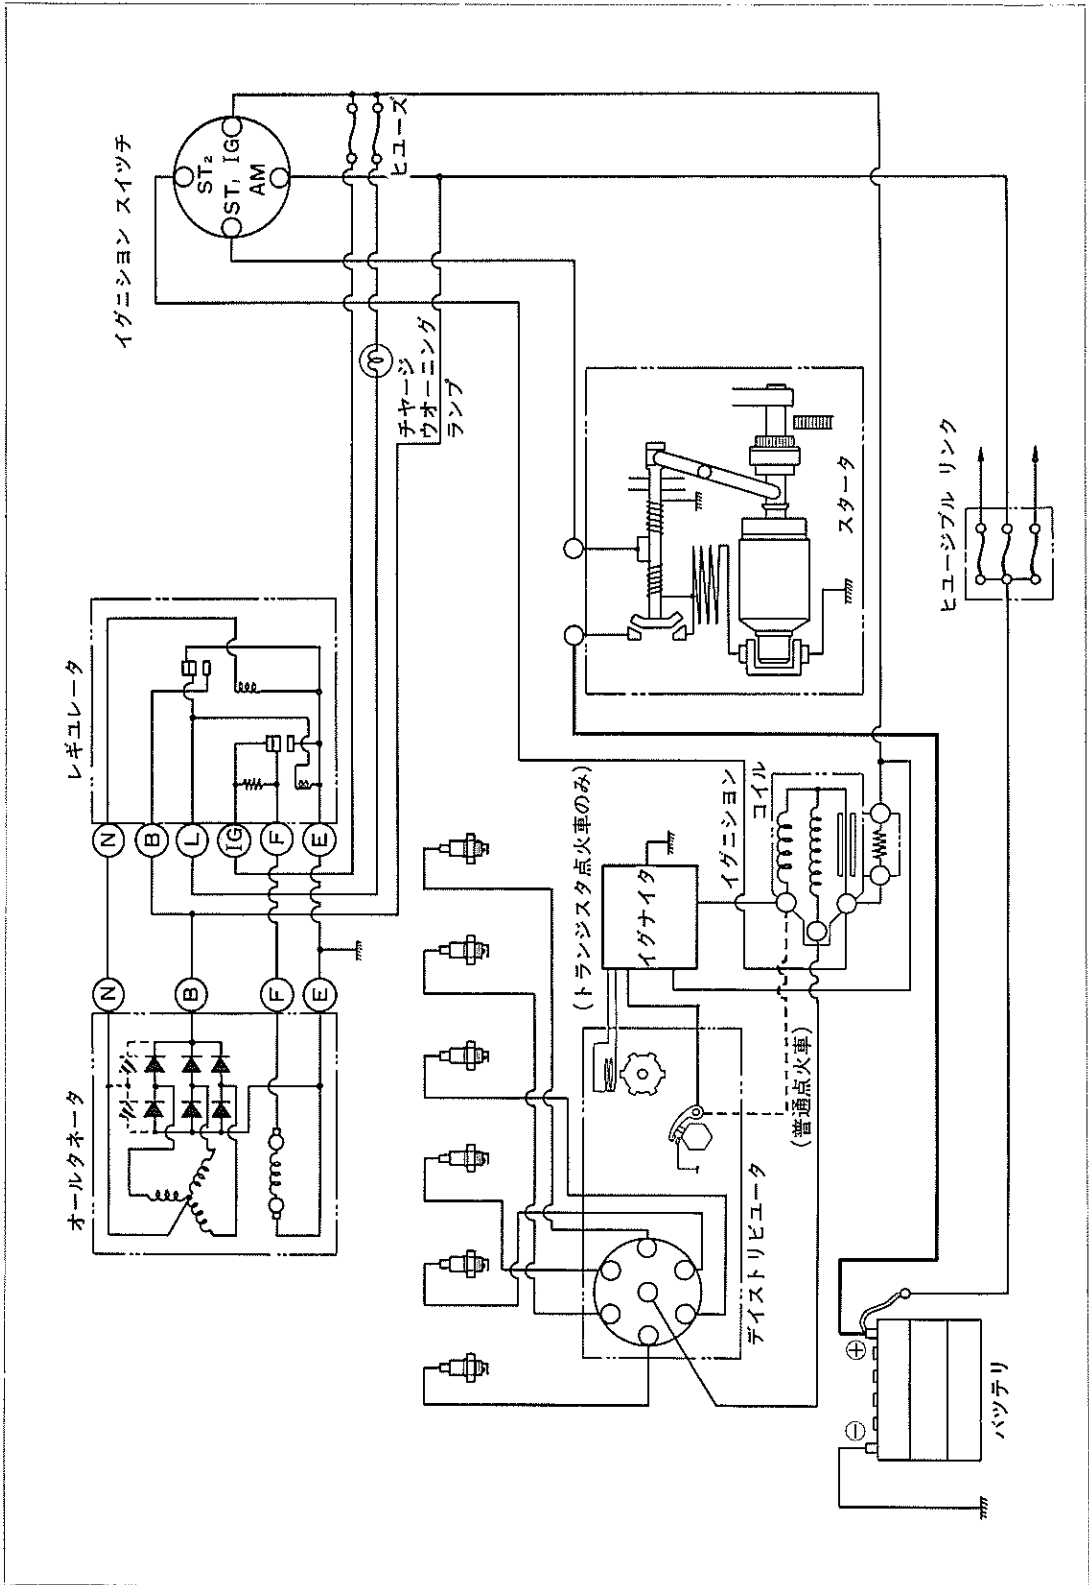 オールタネータ
N
B
F
E
レギュレータ
N
B
L
IG
F
E
イグニション スイッチ
ST₂
ST₁ IG
AM
ヒューズ
チャージ
ウオーニング
ランプ
スタータ
ヒュージブル リンク
(トランジスタ点火車のみ)
イグナイタ
イグニション
コイル
(普通点火車)
デイストリビュータ
⊖
⊕
バッテリ